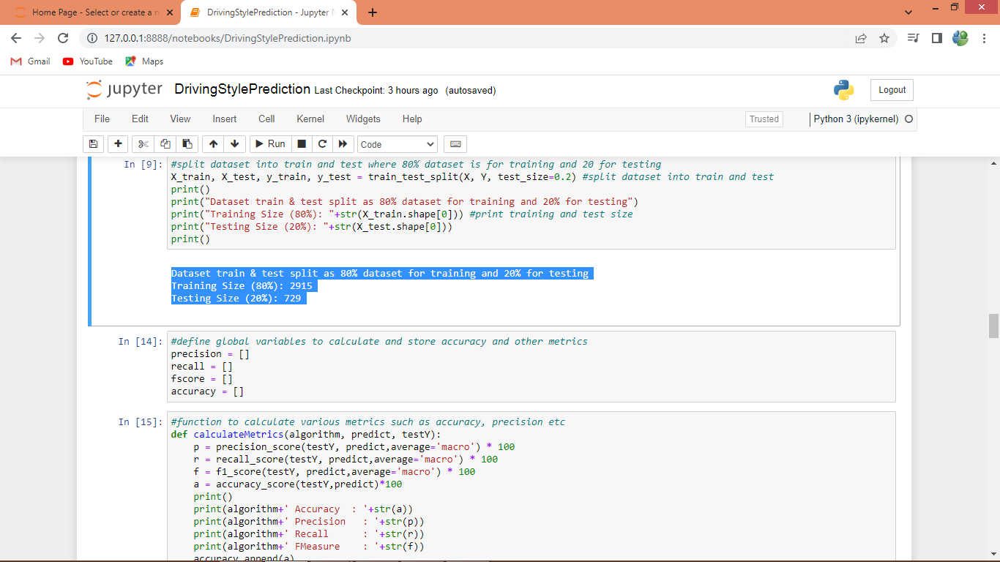 Home Page - Select or create a n
DrivingStylePrediction - Jupyter N
127.0.0.1:8888/notebooks/DrivingStylePrediction.ipynb
Gmail YouTube Maps
jupyter DrivingStylePrediction Last Checkpoint: 3 hours ago (autosaved) Logout
File Edit View Insert Cell Kernel Widgets Help Trusted Python 3 (ipykernel)
Run Code
In [9]: #split dataset into train and test where 80% dataset is for training and 20 for testing
X_train, X_test, y_train, y_test = train_test_split(X, Y, test_size=0.2) #split dataset into train and test
print()
print("Dataset train & test split as 80% dataset for training and 20% for testing")
print("Training Size (80%): "+str(X_train.shape[0])) #print training and test size
print("Testing Size (20%): "+str(X_test.shape[0]))
print()
Dataset train & test split as 80% dataset for training and 20% for testing
Training Size (80%): 2915
Testing Size (20%): 729
In [14]: #define global variables to calculate and store accuracy and other metrics
precision = []
recall = []
fscore = []
accuracy = []
In [15]: #function to calculate various metrics such as accuracy, precision etc
def calculateMetrics(algorithm, predict, testY):
    p = precision_score(testY, predict,average='macro') * 100
    r = recall_score(testY, predict,average='macro') * 100
    f = f1_score(testY, predict,average='macro') * 100
    a = accuracy_score(testY,predict)*100
    print()
    print(algorithm+' Accuracy  : '+str(a))
    print(algorithm+' Precision   : '+str(p))
    print(algorithm+' Recall      : '+str(r))
    print(algorithm+' FMeasure    : '+str(f))
    accuracy.append(a)